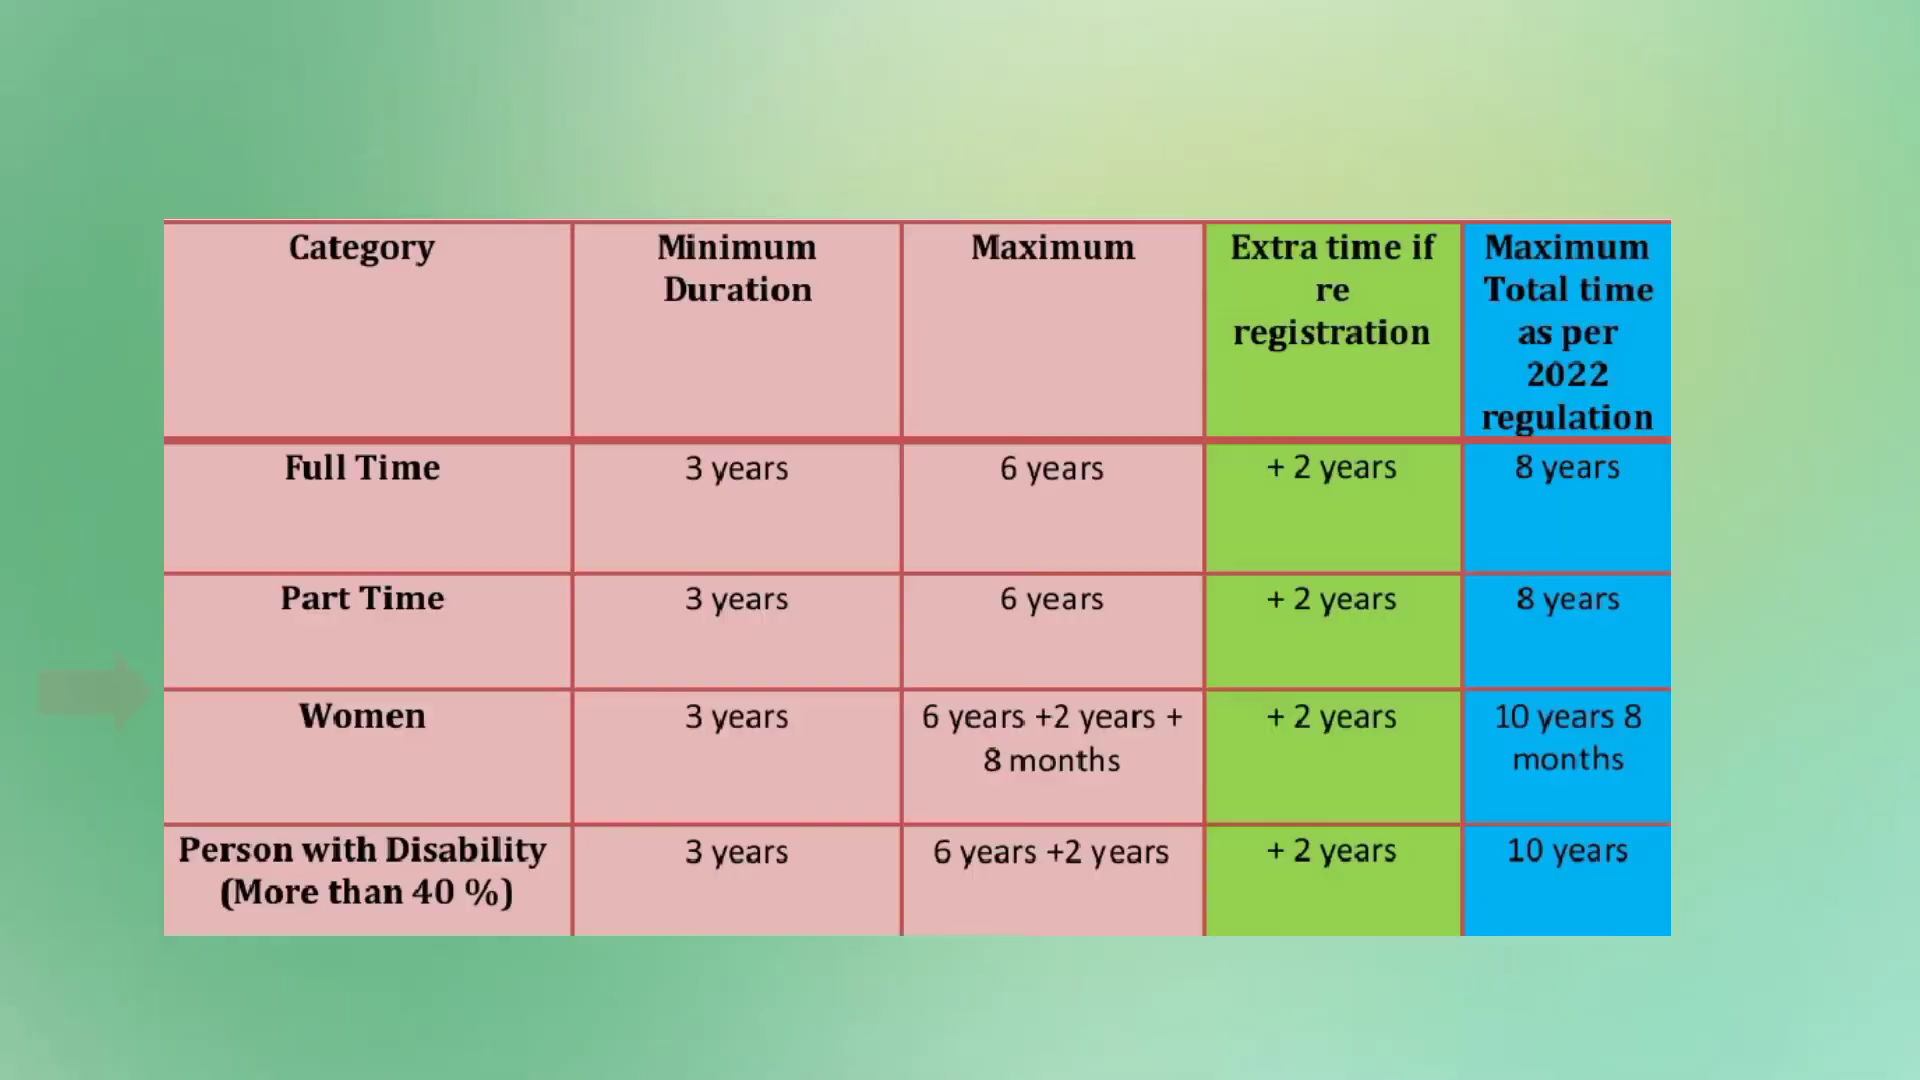 Category
Minimum
Duration
Maximum
Extra time if
re
registration
Maximum
Total time
as per
2022
regulation
Full Time
3 years
6 years
+ 2 years
8 years
Part Time
3 years
6 years
+ 2 years
8 years
Women
3 years
6 years +2 years +
8 months
+ 2 years
10 years 8
months
Person with Disability
(More than 40 %)
3 years
6 years +2 years
+ 2 years
10 years